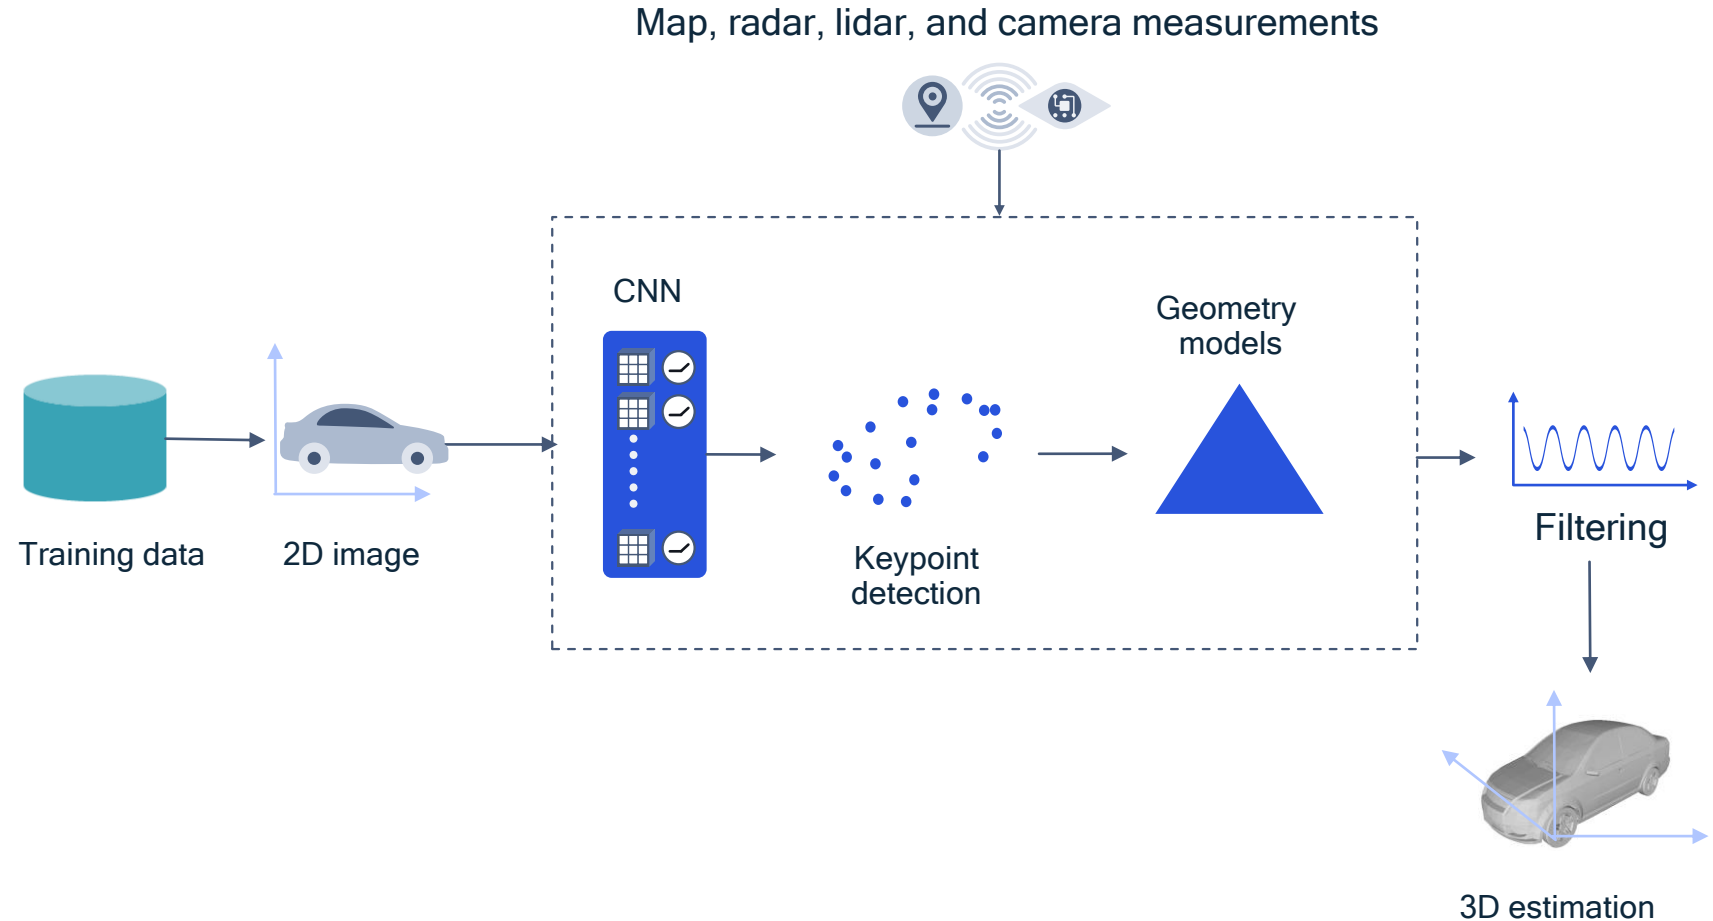 Map, radar, lidar, and camera measurements
CNN
Geometry
models
Training data
2D image
Keypoint
detection
Filtering
3D estimation